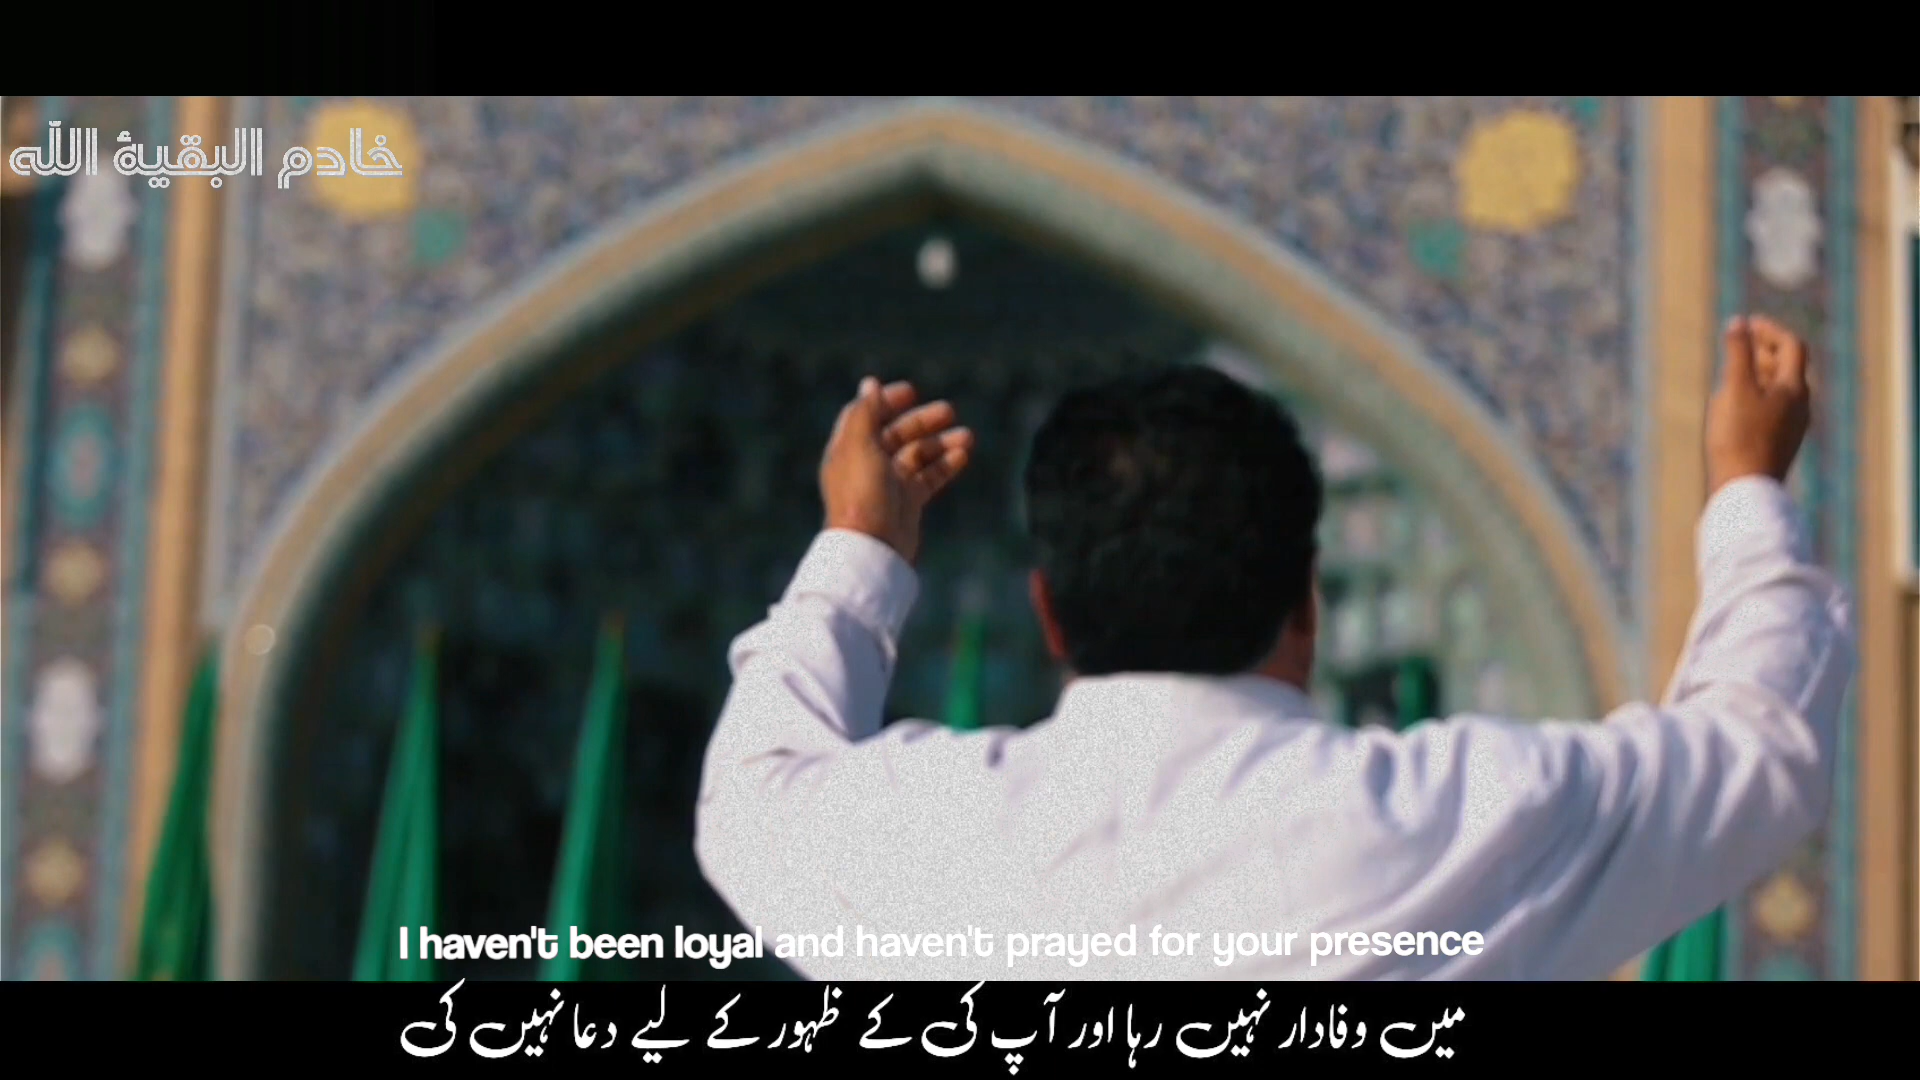 خادم البقیۃ اللہ
I haven't been loyal and haven't prayed for your presence
میں وفادار نہیں رہا اور آپ کی کے ظہور کے لیے دعا نہیں کی